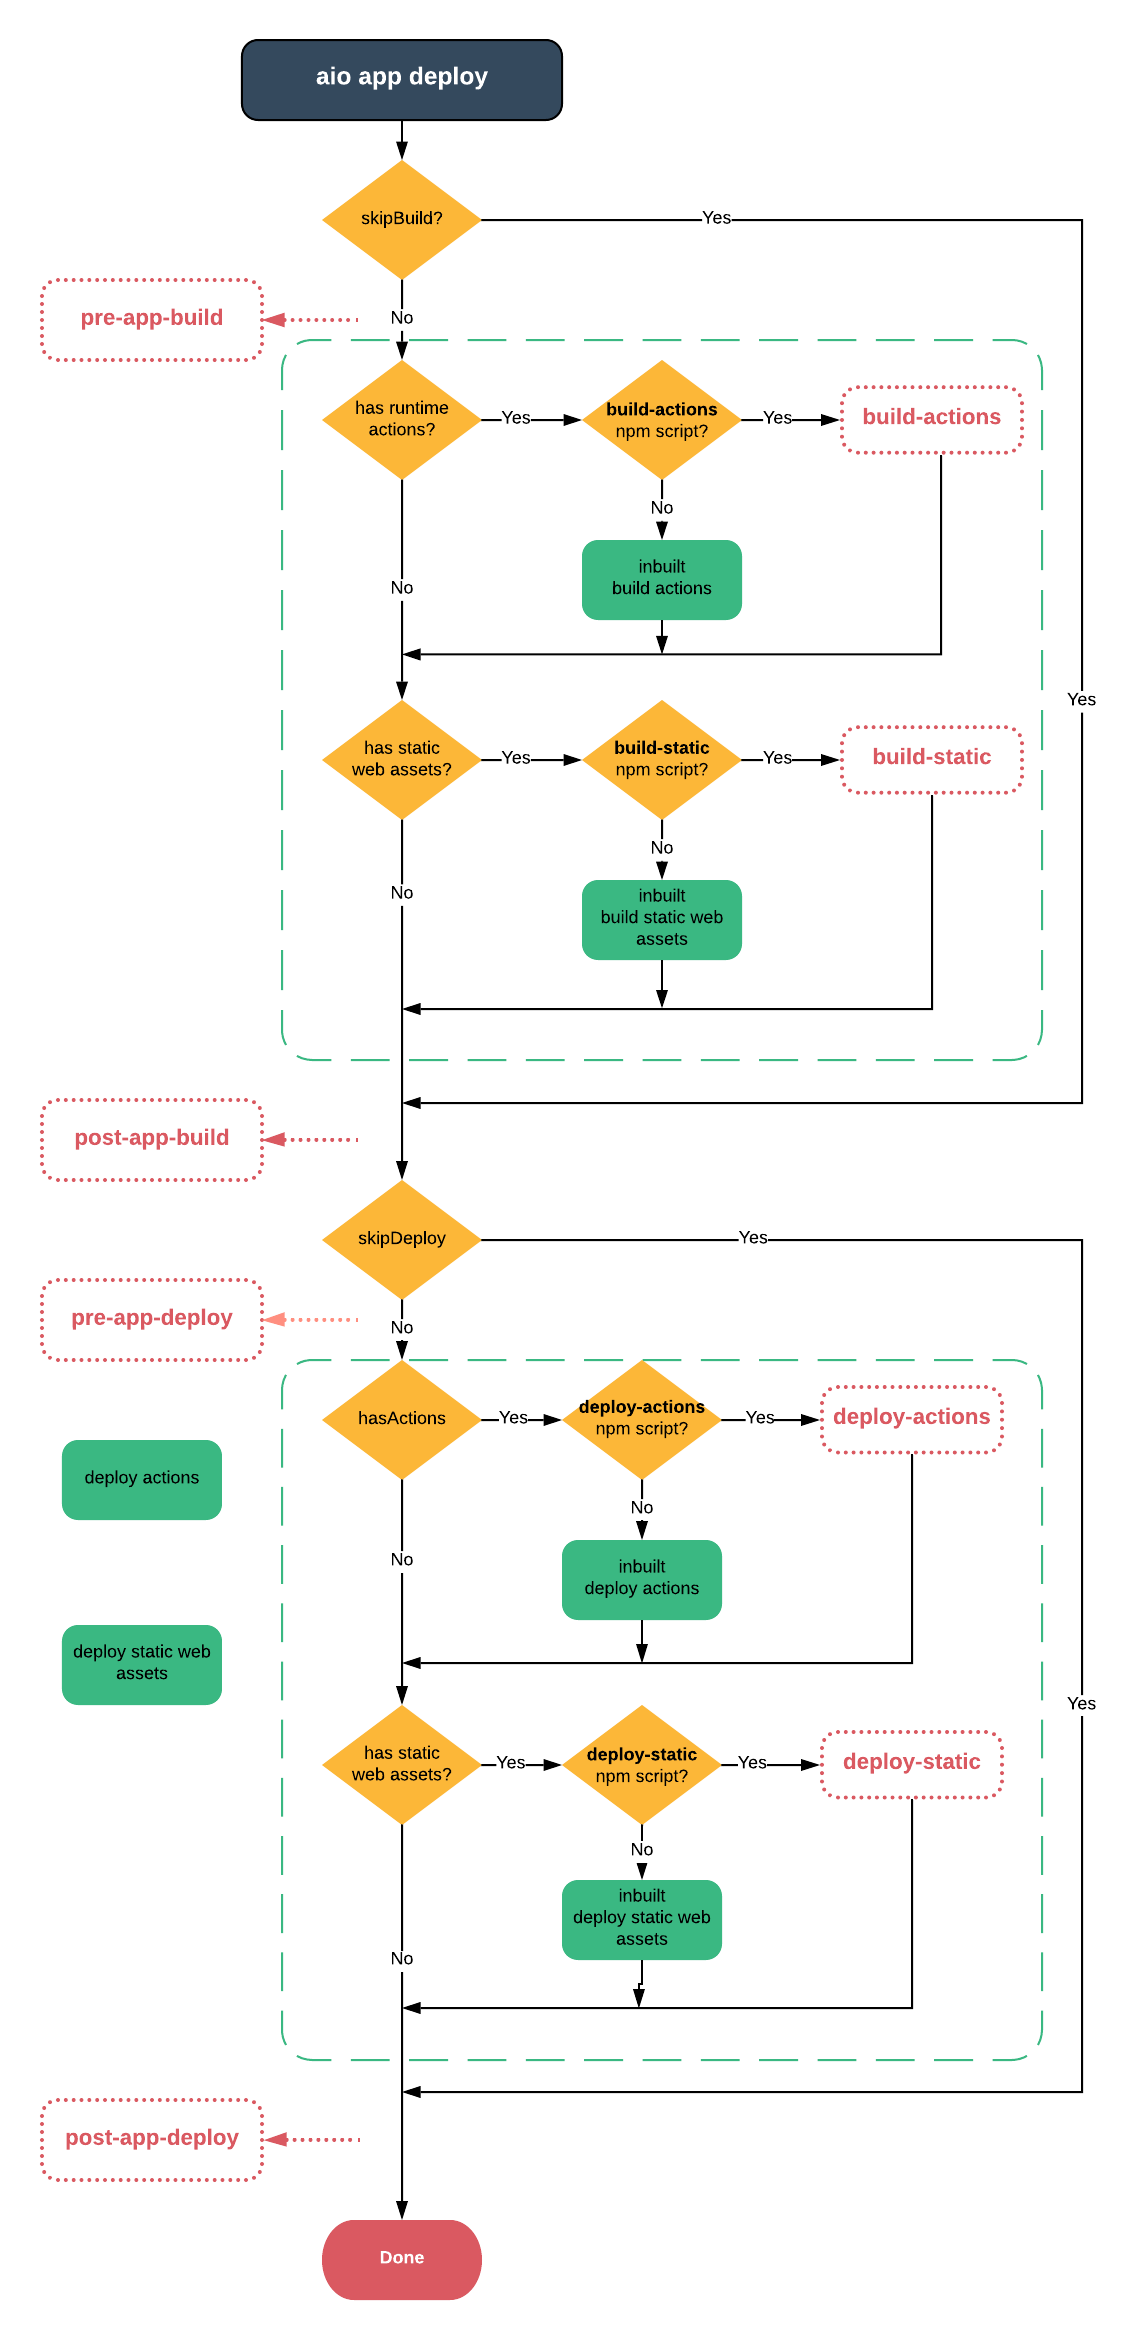 aio app deploy
skipBuild?
Yes
pre-app-build
No
has runtime
actions?
Yes
build-actions
npm script?
Yes
build-actions
No
inbuilt
build actions
No
Yes
has static
web assets?
Yes
build-static
npm script?
Yes
build-static
No
inbuilt
build static web
assets
No
post-app-build
skipDeploy
Yes
pre-app-deploy
No
hasActions
Yes
deploy-actions
npm script?
Yes
deploy-actions
deploy actions
No
inbuilt
deploy actions
No
deploy static web
assets
Yes
has static
web assets?
Yes
deploy-static
npm script?
Yes
deploy-static
No
inbuilt
deploy static web
assets
No
post-app-deploy
Done